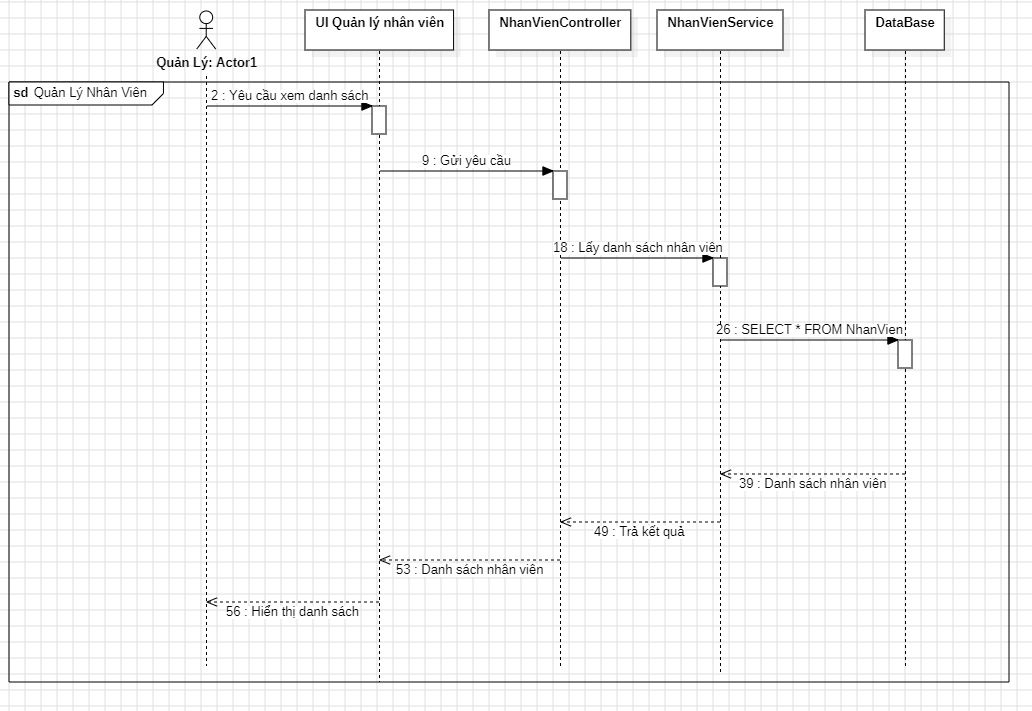 UI Quản lý nhân viên
NhanVienController
NhanVienService
DataBase
Quản Lý: Actor1
sd Quản Lý Nhân Viên
2 : Yêu cầu xem danh sách
9 : Gửi yêu cầu
18 : Lấy danh sách nhân viên
26 : SELECT * FROM NhanVien
39 : Danh sách nhân viên
49 : Trả kết quả
53 : Danh sách nhân viên
56 : Hiển thị danh sách